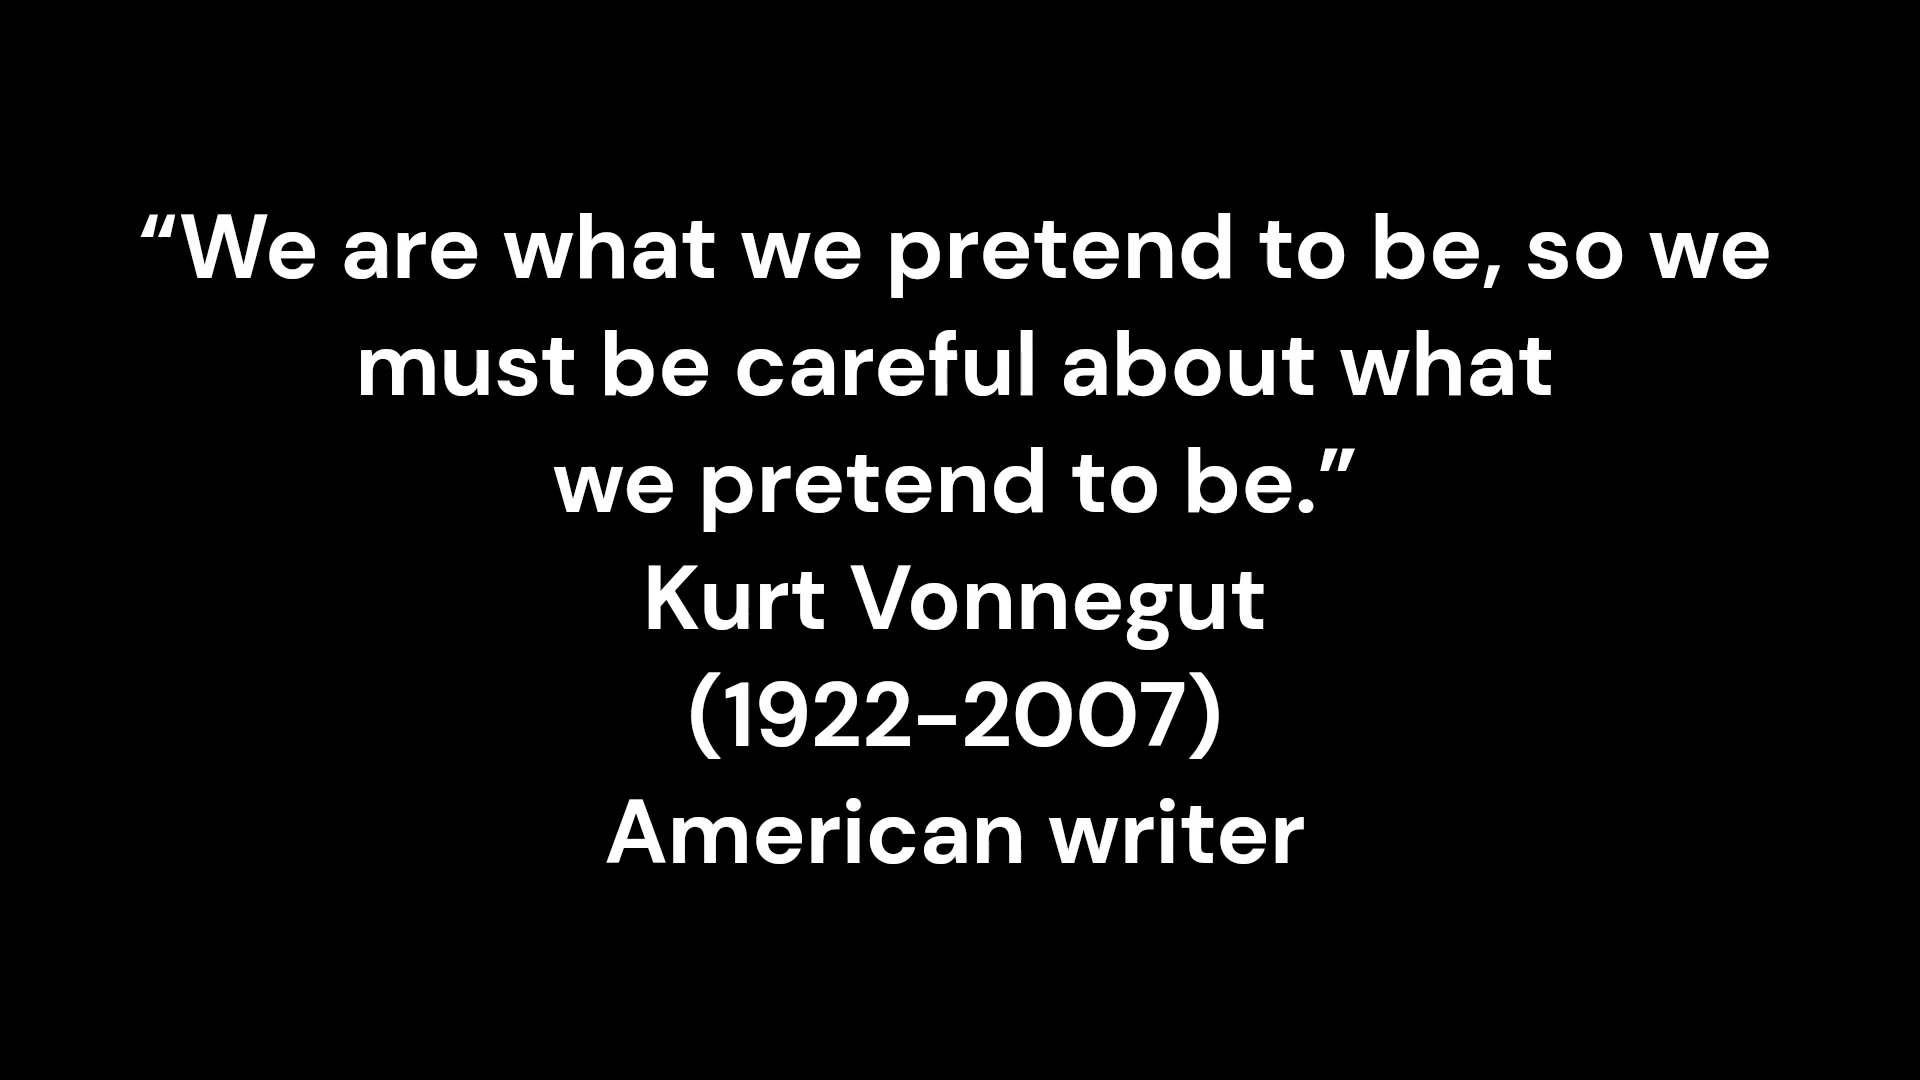 “We are what we pretend to be, so we
must be careful about what
we pretend to be.”
Kurt Vonnegut
(1922–2007)
American writer